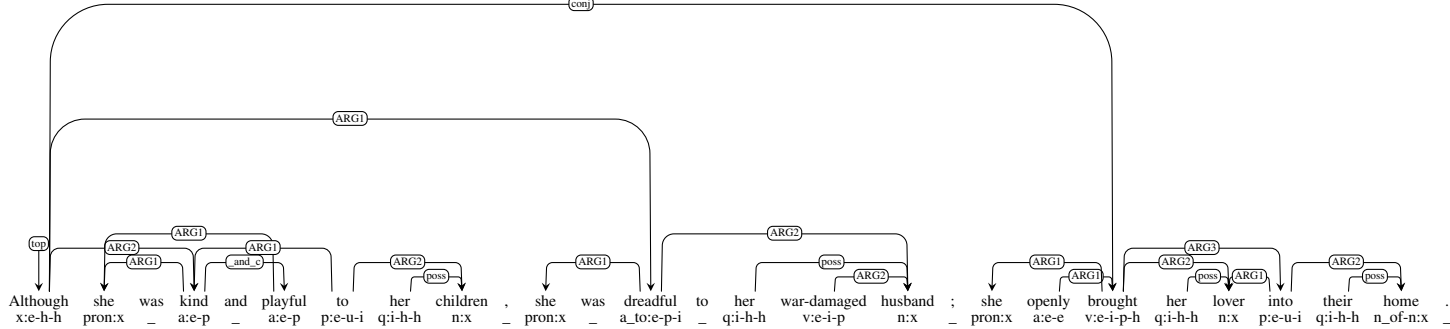 conj
ARG1
ARG1 ARG2
top ARG2 ARG1 ARG3
ARG1 _and_c ARG2 ARG1 poss ARG1 ARG2 ARG2
poss ARG2 ARG1 poss ARG1 poss
Although she was kind and playful to her children , she was dreadful to her war-damaged husband ; she openly brought her lover into their home .
x:e-h-h pron:x _ a:e-p _ a:e-p p:e-u-i q:i-h-h n:x _ pron:x _ a_to:e-p-i _ q:i-h-h v:e-i-p n:x _ pron:x a:e-e v:e-i-p-h q:i-h-h n:x p:e-u-i q:i-h-h n_of-n:x _